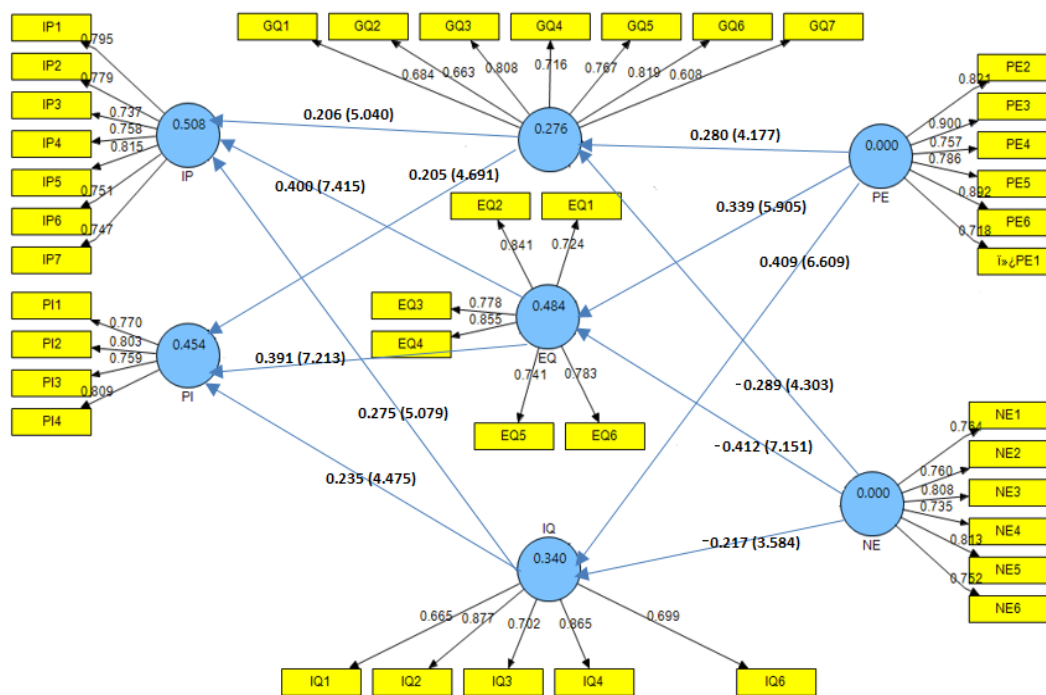 GQ1
GQ2
GQ3
GQ4
GQ5
GQ6
GQ7
0.684
0.663
0.808
0.716
0.767
0.819
0.608
0.276
IP1
IP2
IP3
IP4
IP5
IP6
IP7
0.795
0.779
0.737
0.758
0.815
0.751
0.747
0.508
IP
PE2
PE3
PE4
PE5
PE6
ï»¿PE1
0.821
0.900
0.757
0.786
0.892
0.718
0.000
PE
0.206 (5.040)
0.280 (4.177)
0.205 (4.691)
0.400 (7.415)
0.339 (5.905)
0.409 (6.609)
EQ2
EQ1
EQ3
EQ4
EQ5
EQ6
0.841
0.724
0.778
0.855
0.741
0.783
0.484
EQ
PI1
PI2
PI3
PI4
0.770
0.803
0.759
0.809
0.454
PI
0.391 (7.213)
0.275 (5.079)
0.235 (4.475)
-0.289 (4.303)
-0.412 (7.151)
-0.217 (3.584)
NE1
NE2
NE3
NE4
NE5
NE6
0.764
0.760
0.808
0.735
0.813
0.752
0.000
NE
IQ
0.340
0.665
0.877
0.702
0.865
0.699
IQ1
IQ2
IQ3
IQ4
IQ6